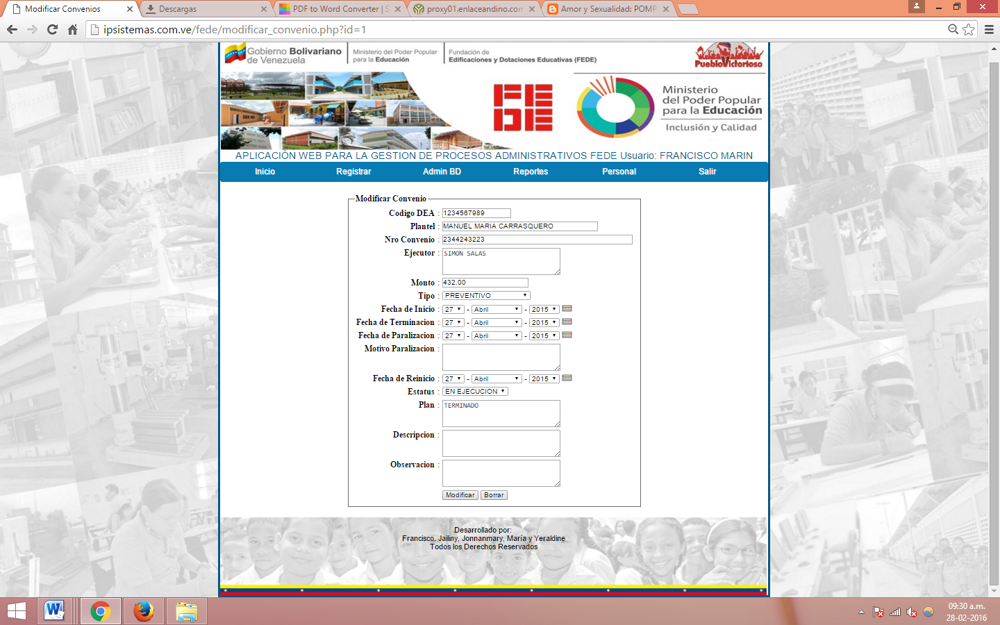 Modificar Convenios
Descargas
PDF to Word Converter | S
proxy01.enlaceandino.com
Amor y Sexualidad: POMP
ipsistemas.com.ve/fede/modificar_convenio.php?id=1
Gobierno Bolivariano
de Venezuela
Ministerio del Poder Popular
para la Educación
Fundación de
Edificaciones y Dotaciones Educativas (FEDE)
PuebloVictorioso
FEDE
Ministerio
del Poder Popular
para la Educación
Inclusión y Calidad
APLICACIÓN WEB PARA LA GESTION DE PROCESOS ADMINISTRATIVOS FEDE Usuario: FRANCISCO MARIN
Inicio Registrar Admin BD Reportes Personal Salir
Modificar Convenio
Codigo DEA : 1234567989
Plantel : MANUEL MARIA CARRASQUERO
Nro Convenio : 2344243223
Ejecutor : SIMON SALAS
Monto : 432.00
Tipo : PREVENTIVO
Fecha de Inicio : 27 - Abril - 2015
Fecha de Terminacion : 27 - Abril - 2015
Fecha de Paralizacion : 27 - Abril - 2015
Motivo Paralizacion :
Fecha de Reinicio : 27 - Abril - 2015
Estatus : EN EJECUCION
Plan : TERMINADO
Descripcion :
Observacion :
Modificar Borrar
Desarrollado por:
Francisco, Jailiny, Jonnanmary, María y Yeraldine
Todos los Derechos Reservados
09:30 a.m.
28-02-2016